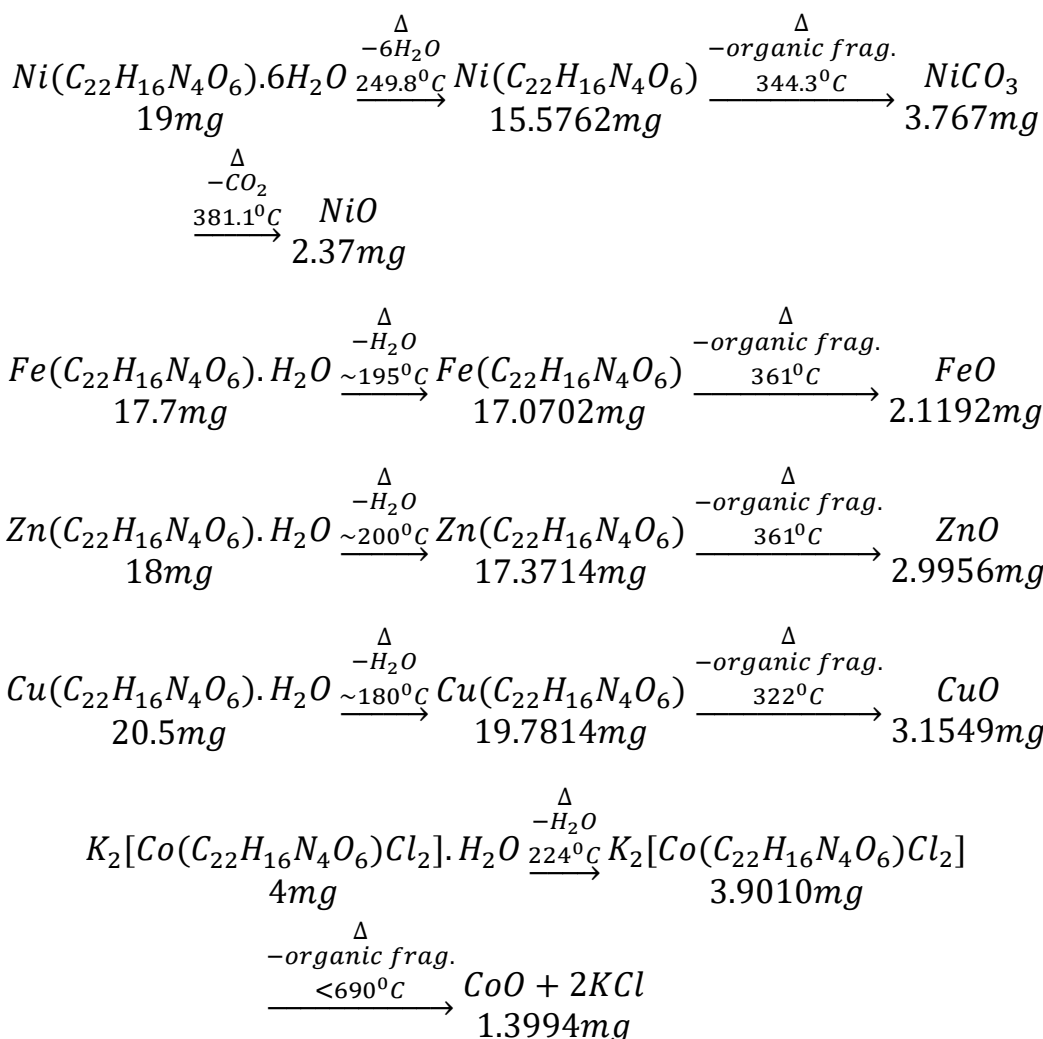 Δ
−6H₂O
Ni(C₂₂H₁₆N₄O₆).6H₂O 249.8⁰C→ Ni(C₂₂H₁₆N₄O₆)
19mg 15.5762mg
Δ
−organic frag.
344.3⁰C→ NiCO₃
3.767mg
Δ
−CO₂
381.1⁰C→ NiO
2.37mg
Δ
−H₂O
Fe(C₂₂H₁₆N₄O₆).H₂O ~195⁰C→ Fe(C₂₂H₁₆N₄O₆)
17.7mg 17.0702mg
Δ
−organic frag.
361⁰C→ FeO
2.1192mg
Δ
−H₂O
Zn(C₂₂H₁₆N₄O₆).H₂O ~200⁰C→ Zn(C₂₂H₁₆N₄O₆)
18mg 17.3714mg
Δ
−organic frag.
361⁰C→ ZnO
2.9956mg
Δ
−H₂O
Cu(C₂₂H₁₆N₄O₆).H₂O ~180⁰C→ Cu(C₂₂H₁₆N₄O₆)
20.5mg 19.7814mg
Δ
−organic frag.
322⁰C→ CuO
3.1549mg
Δ
−H₂O
K₂[Co(C₂₂H₁₆N₄O₆)Cl₂].H₂O 224⁰C→ K₂[Co(C₂₂H₁₆N₄O₆)Cl₂]
4mg 3.9010mg
Δ
−organic frag.
<690⁰C→ CoO + 2KCl
1.3994mg